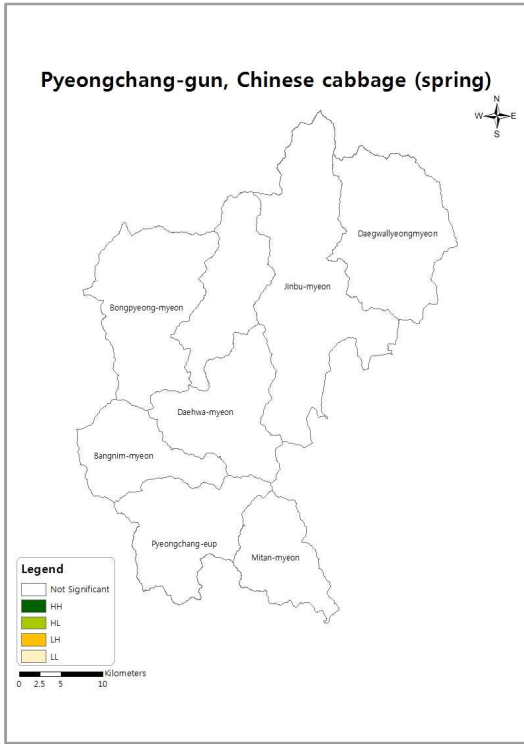 Pyeongchang-gun, Chinese cabbage (spring)
N
W E
S
Daegwallyeongmyeon
Jinbu-myeon
Bongpyeong-myeon
Daehwa-myeon
Bangnim-myeon
Pyeongchang-eup
Mitan-myeon
Legend
Not Significant
HH
HL
LH
LL
Kilometers
0 2.5 5 10